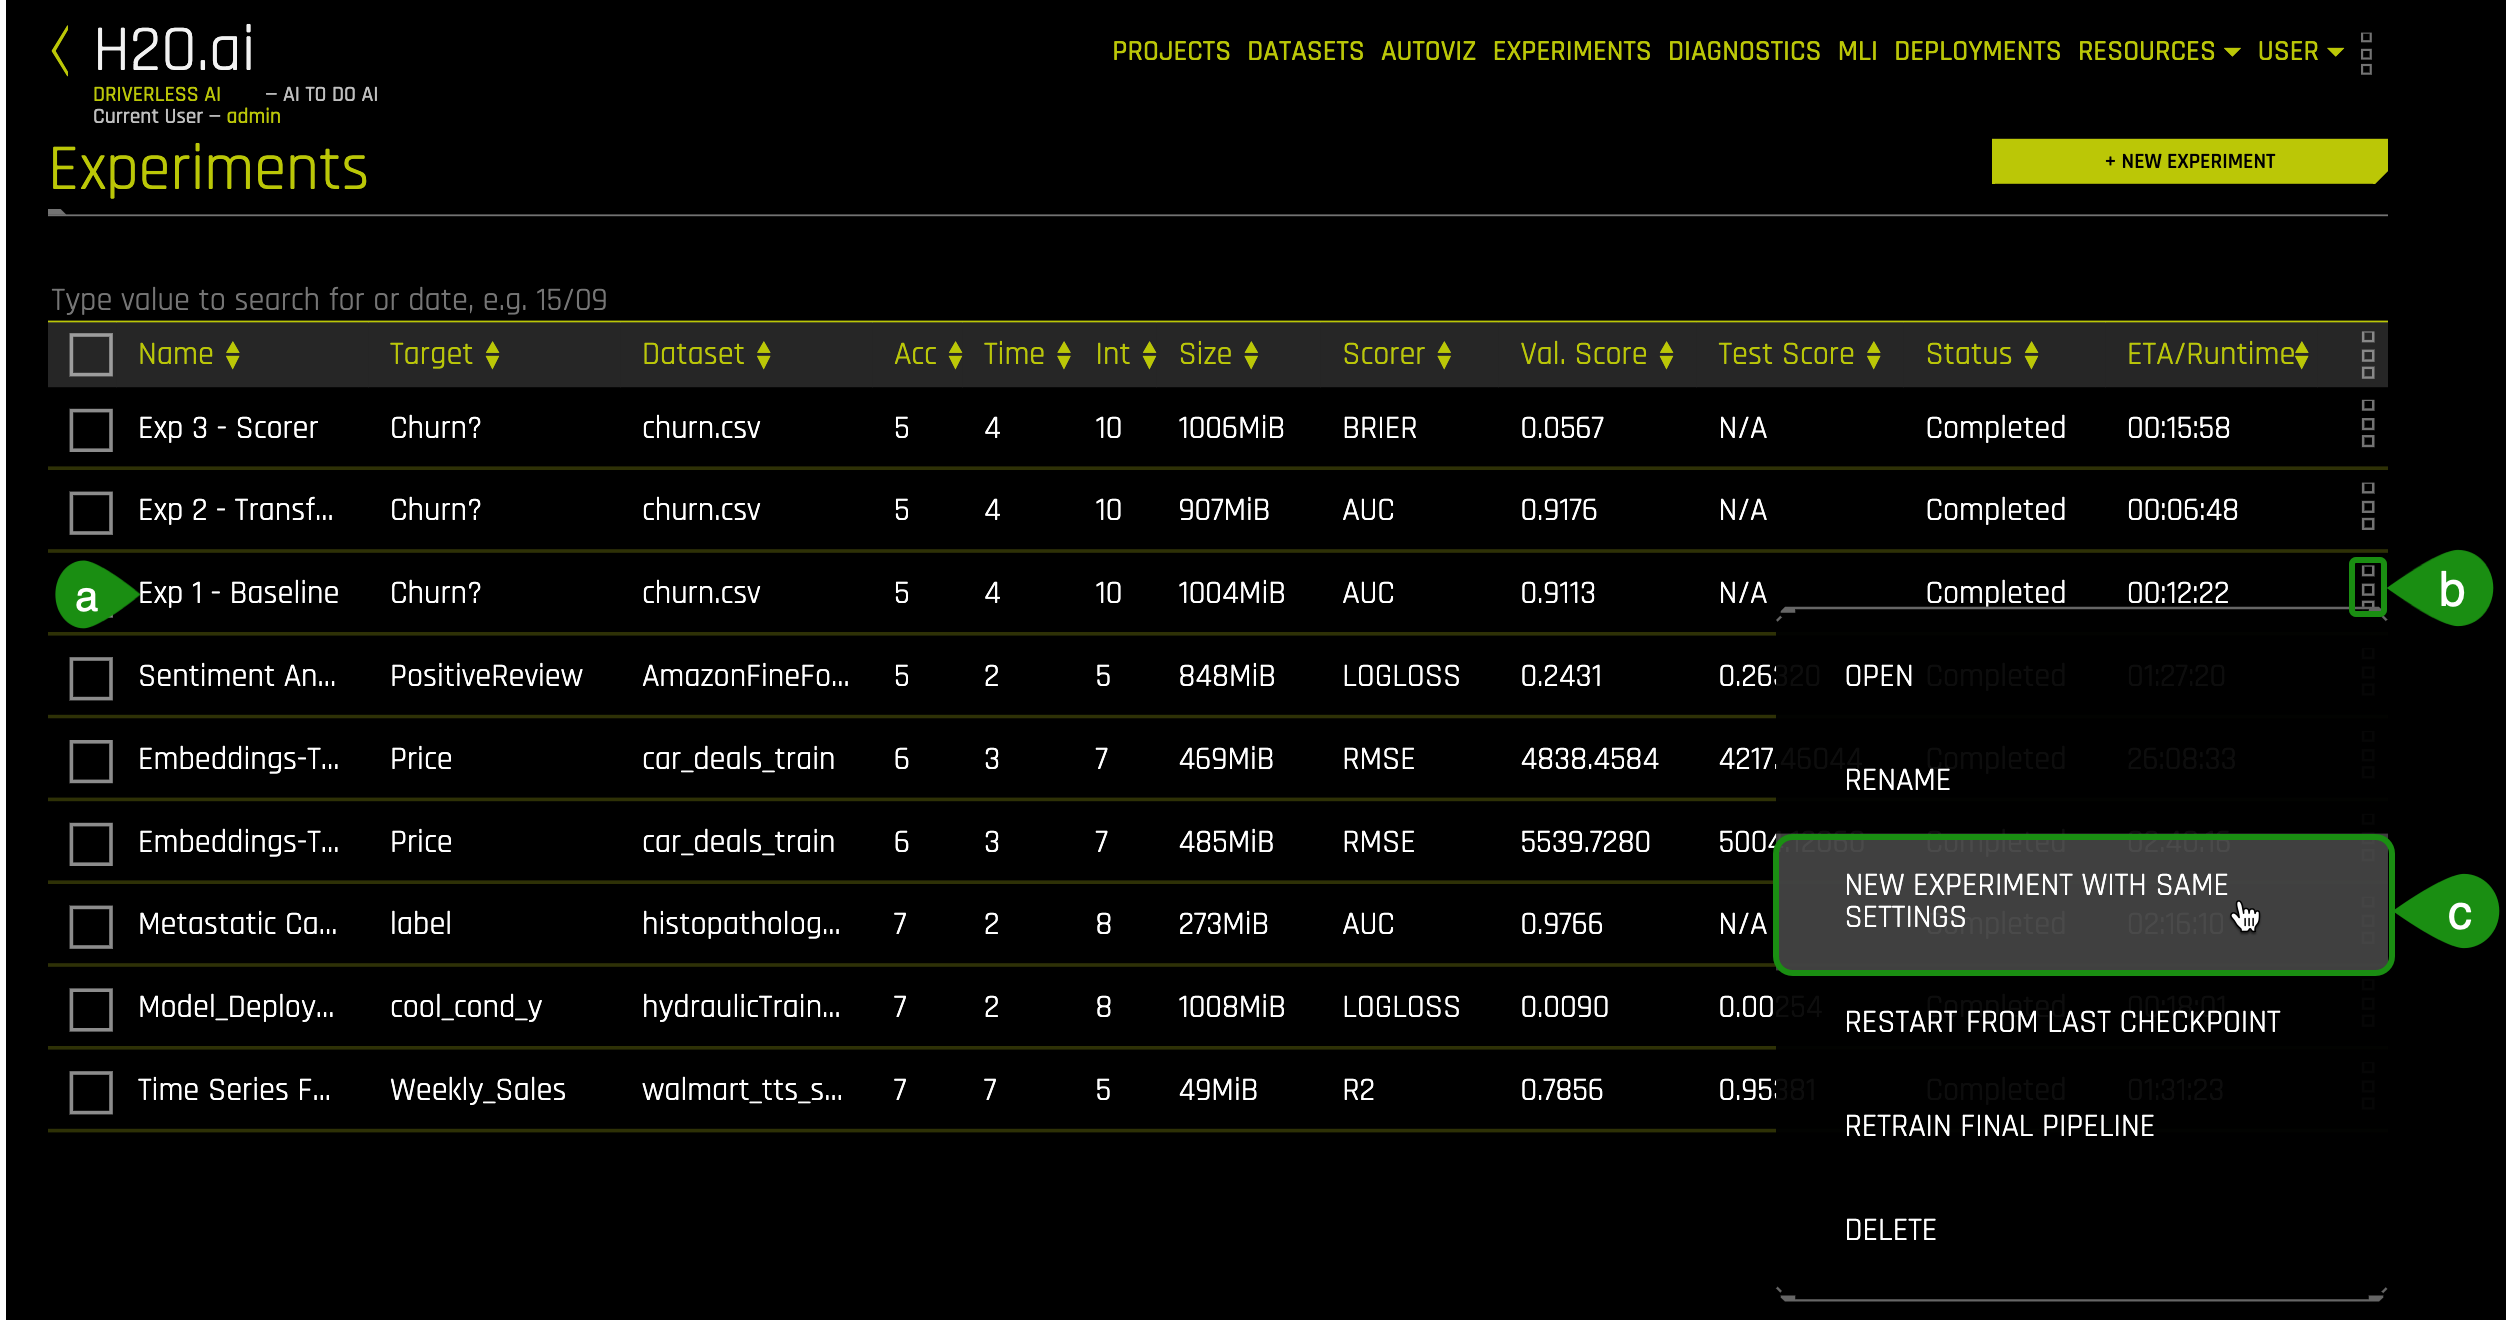 H2O.ai
PROJECTS DATASETS AUTOVIZ EXPERIMENTS DIAGNOSTICS MLI DEPLOYMENTS RESOURCES USER
DRIVERLESS AI — AI TO DO AI
Current User — admin
Experiments
+ NEW EXPERIMENT
Type value to search for or date, e.g. 15/09
Name Target Dataset Acc Time Int Size Scorer Val. Score Test Score Status ETA/Runtime
Exp 3 - Scorer Churn? churn.csv 5 4 10 1006MiB BRIER 0.0567 N/A Completed 00:15:58
Exp 2 - Transf... Churn? churn.csv 5 4 10 907MiB AUC 0.9176 N/A Completed 00:06:48
a Exp 1 - Baseline Churn? churn.csv 5 4 10 1004MiB AUC 0.9113 N/A Completed 00:12:22 b
Sentiment An... PositiveReview AmazonFineFo... 5 2 5 848MiB LOGLOSS 0.2431 0.26320 Completed 01:27:20
OPEN
Embeddings-T... Price car_deals_train 6 3 7 469MiB RMSE 4838.4584 4217.46044 Completed 26:08:33
RENAME
Embeddings-T... Price car_deals_train 6 3 7 485MiB RMSE 5539.7280 5004.12060 Completed 02:40:16
NEW EXPERIMENT WITH SAME
SETTINGS
c
Metastatic Ca... label histopatholog... 7 2 8 273MiB AUC 0.9766 N/A Completed 02:16:10
Model_Deploy... cool_cond_y hydraulicTrain... 7 2 8 1008MiB LOGLOSS 0.0090 0.00254 Completed 00:18:01
RESTART FROM LAST CHECKPOINT
Time Series F... Weekly_Sales walmart_tts_s... 7 7 5 49MiB R2 0.7856 0.95381 Completed 01:31:23
RETRAIN FINAL PIPELINE
DELETE